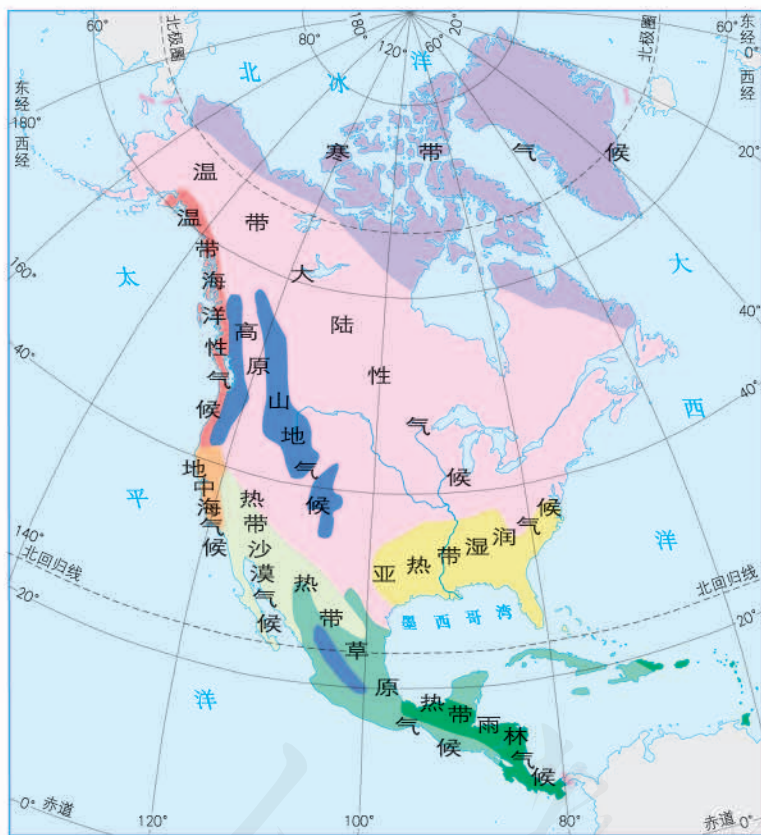 60°
北极圈
80°
120°
60°
20°
北极圈
60°
东经
0°
西经
北冰洋
东经
180°
西经
20°
寒带气候
温带大陆性气候
温带海洋性气候
160°
太平洋
大西洋
40°
40°
高原山地气候
40°
40°
地中海气候
热带沙漠气候
亚热带湿润气候
140°
北回归线
北回归线
20°
20°
墨西哥湾
热带草原气候
热带雨林气候
0°
赤道
120°
100°
80°
赤道
0°